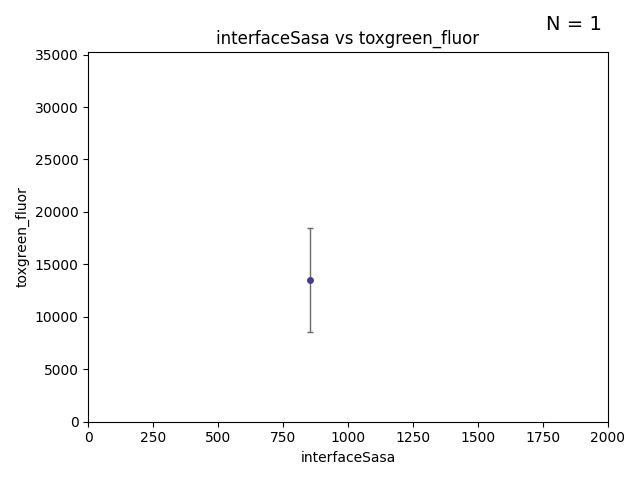 N = 1
interfaceSasa vs toxgreen_fluor
35000
30000
25000
20000
15000
10000
5000
0
toxgreen_fluor
0 250 500 750 1000 1250 1500 1750 2000
interfaceSasa